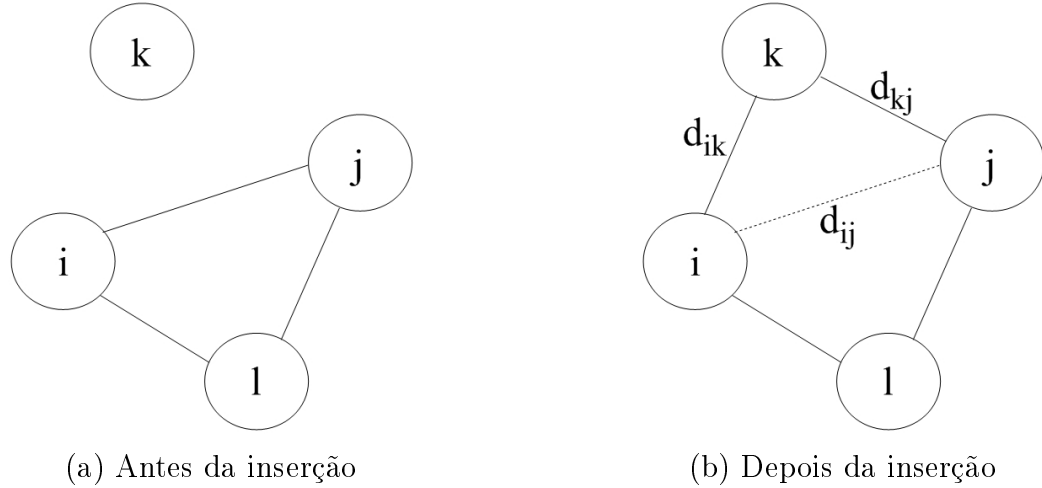 k
j
i
l
(a) Antes da inserção
k
d_kj
d_ik
j
d_ij
i
l
(b) Depois da inserção